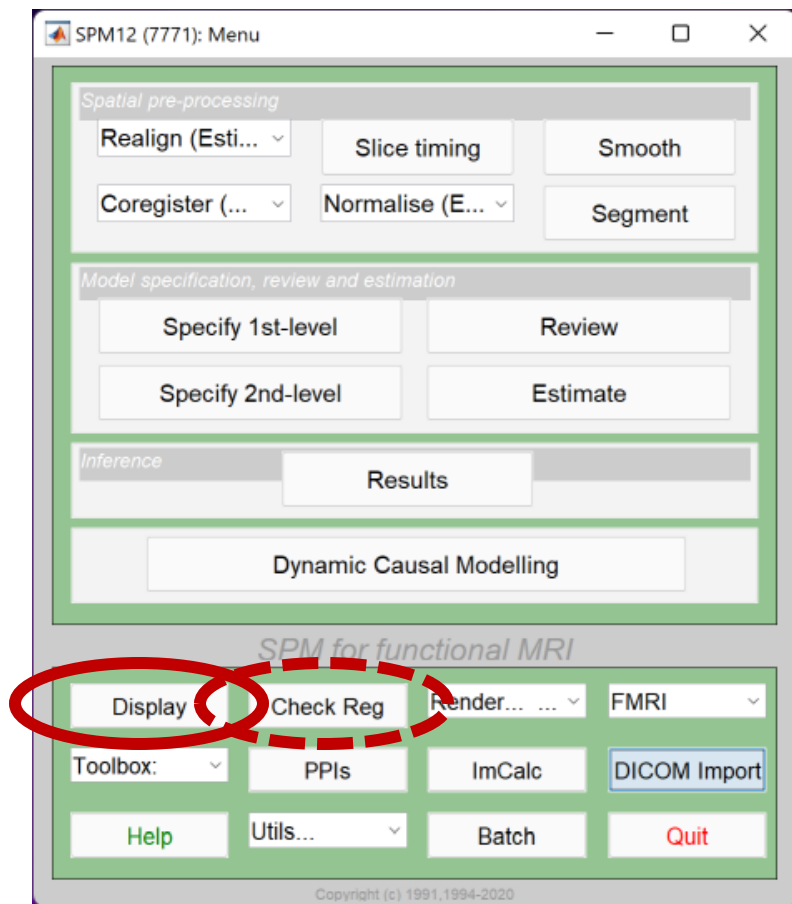 SPM12 (7771): Menu
Spatial pre-processing
Realign (Esti... Slice timing Smooth
Coregister (... Normalise (E... Segment
Model specification, review and estimation
Specify 1st-level Review
Specify 2nd-level Estimate
Inference
Results
Dynamic Causal Modelling
SPM for functional MRI
Display Check Reg Render... ... FMRI
Toolbox: PPIs ImCalc DICOM Import
Help Utils... Batch Quit
Copyright (c) 1991,1994-2020